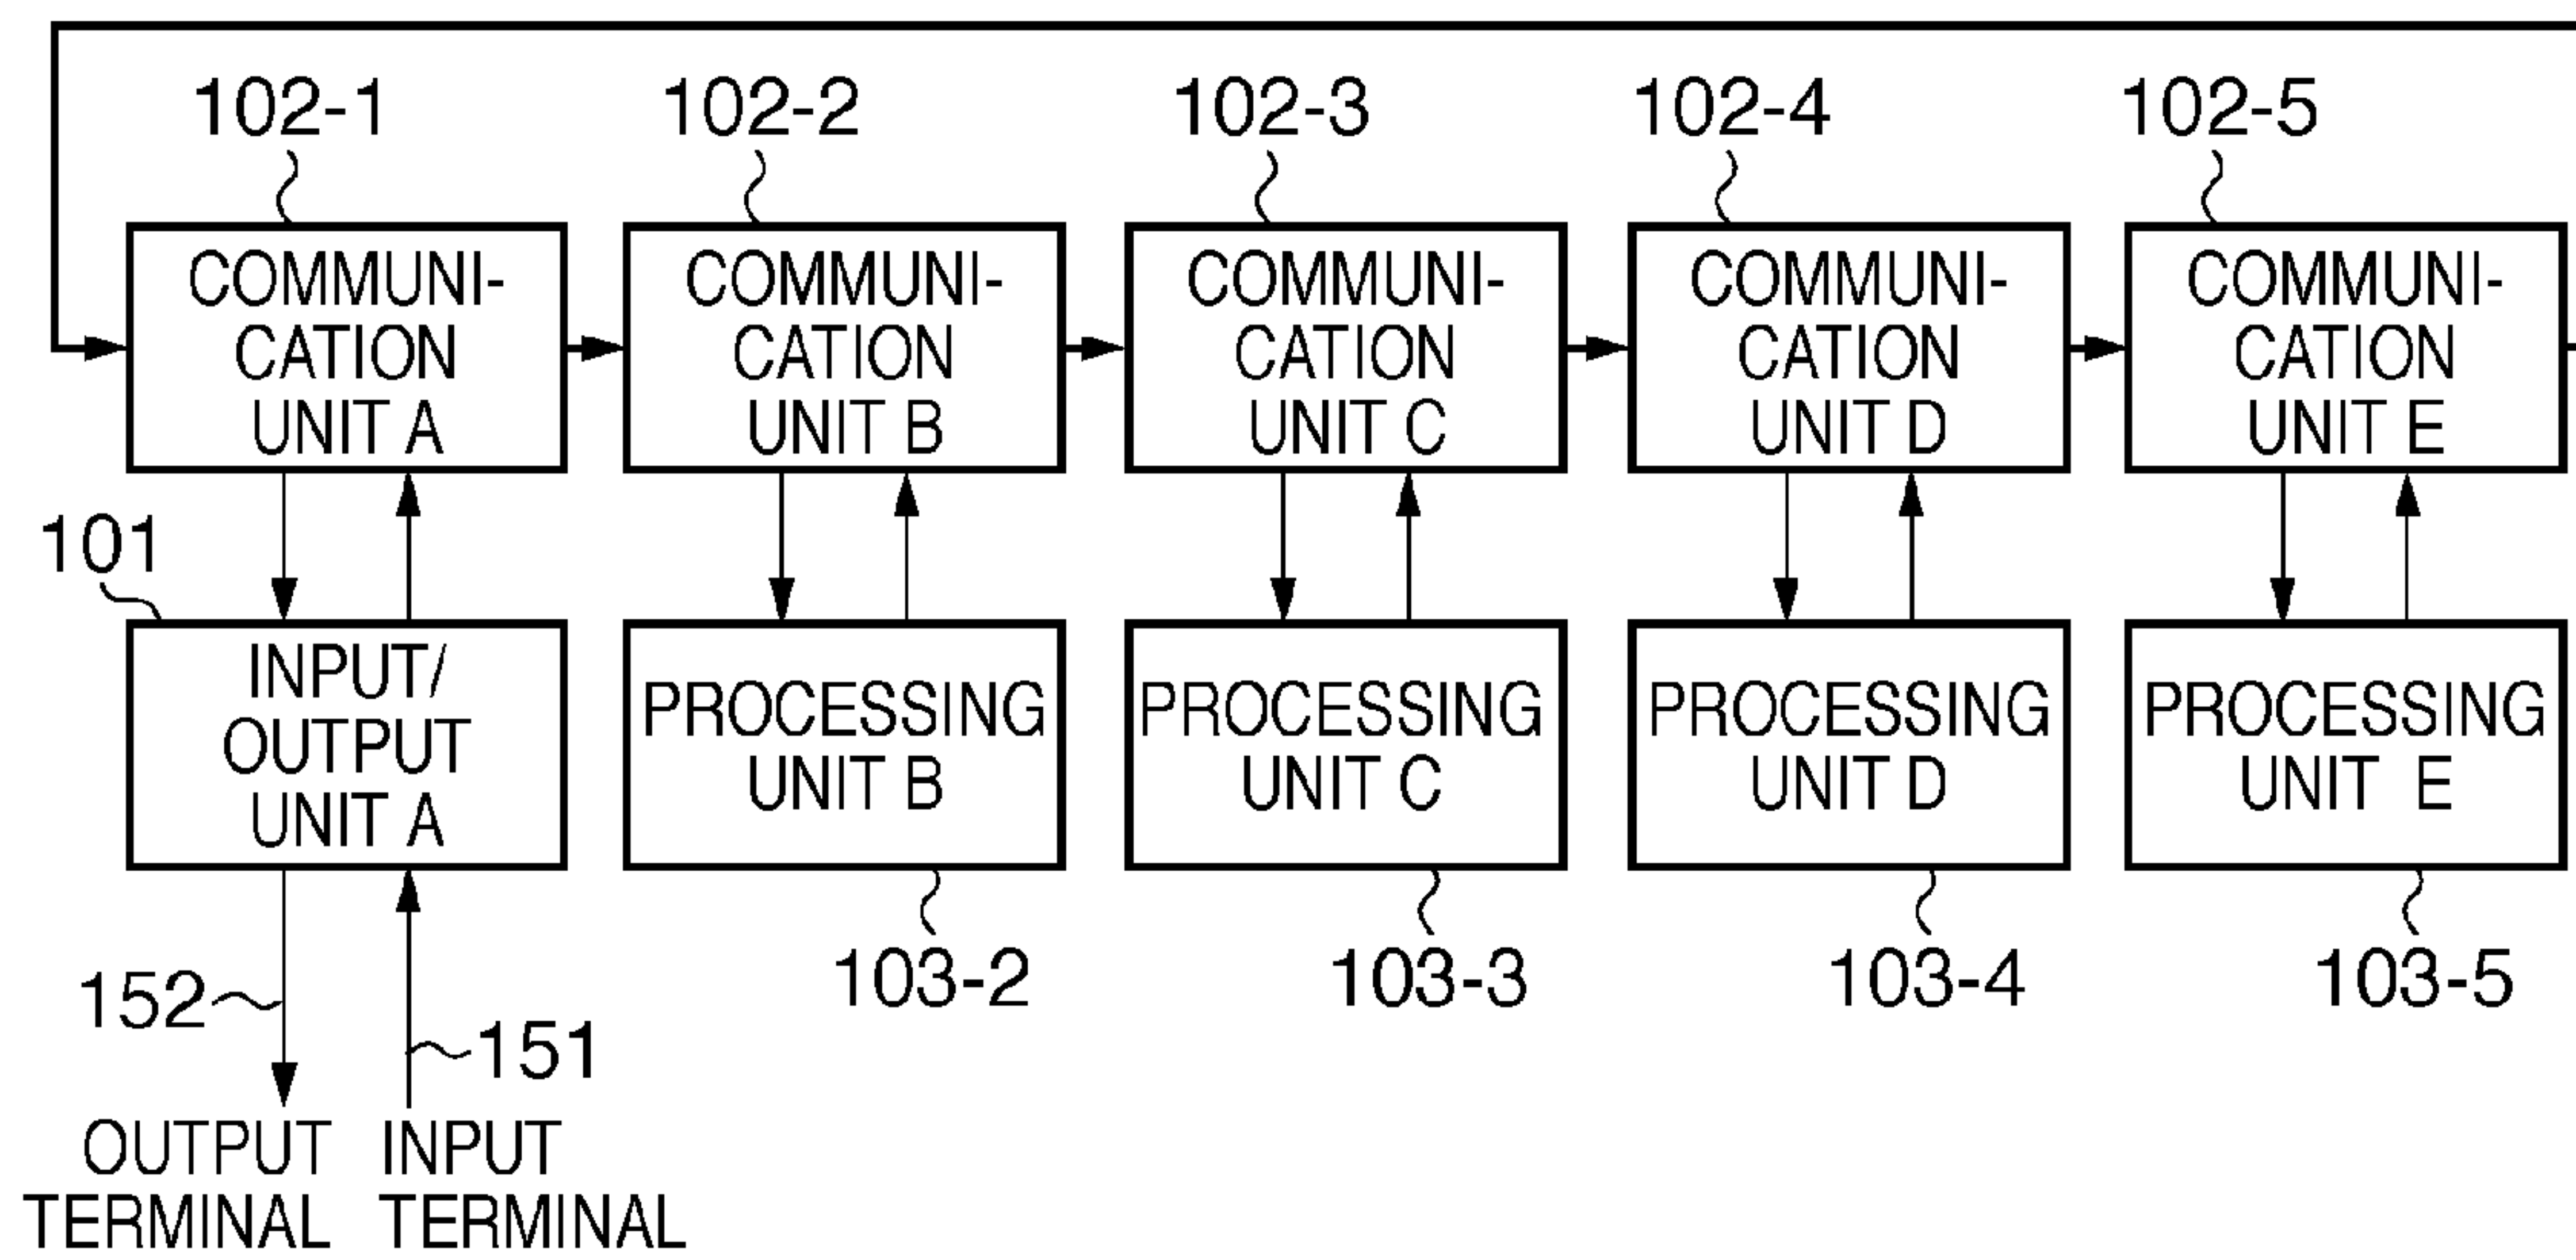 102-1
102-2
102-3
102-4
102-5
COMMUNI-
CATION
UNIT A
COMMUNI-
CATION
UNIT B
COMMUNI-
CATION
UNIT C
COMMUNI-
CATION
UNIT D
COMMUNI-
CATION
UNIT E
101
INPUT/
OUTPUT
UNIT A
PROCESSING
UNIT B
PROCESSING
UNIT C
PROCESSING
UNIT D
PROCESSING
UNIT E
103-2
103-3
103-4
103-5
152
151
OUTPUT
TERMINAL
INPUT
TERMINAL